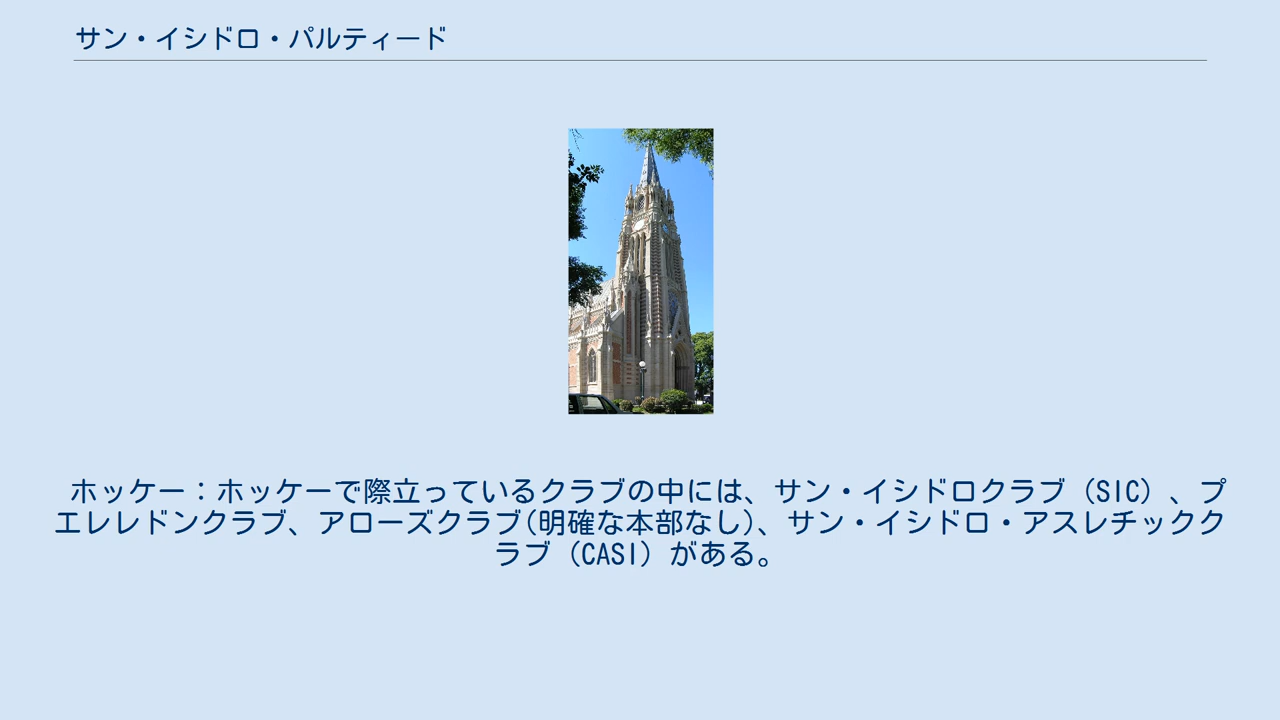 サン・イシドロ・パルティード
ホッケー：ホッケーで際立っているクラブの中には、サン・イシドロクラブ（SIC）、プ
エレレドンクラブ、アローズクラブ(明確な本部なし)、サン・イシドロ・アスレチックク
ラブ（CASI）がある。